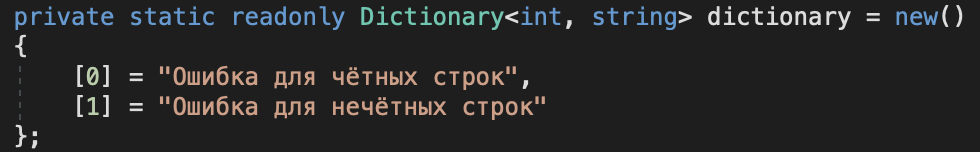 private static readonly Dictionary<int, string> dictionary = new()
{
    [0] = "Ошибка для чётных строк",
    [1] = "Ошибка для нечётных строк"
};